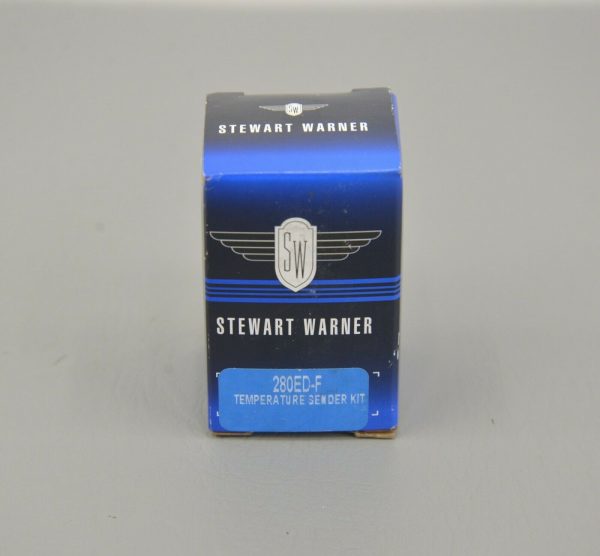 SW
STEWART WARNER
SW
STEWART WARNER
280ED-F
TEMPERATURE SENDER KIT